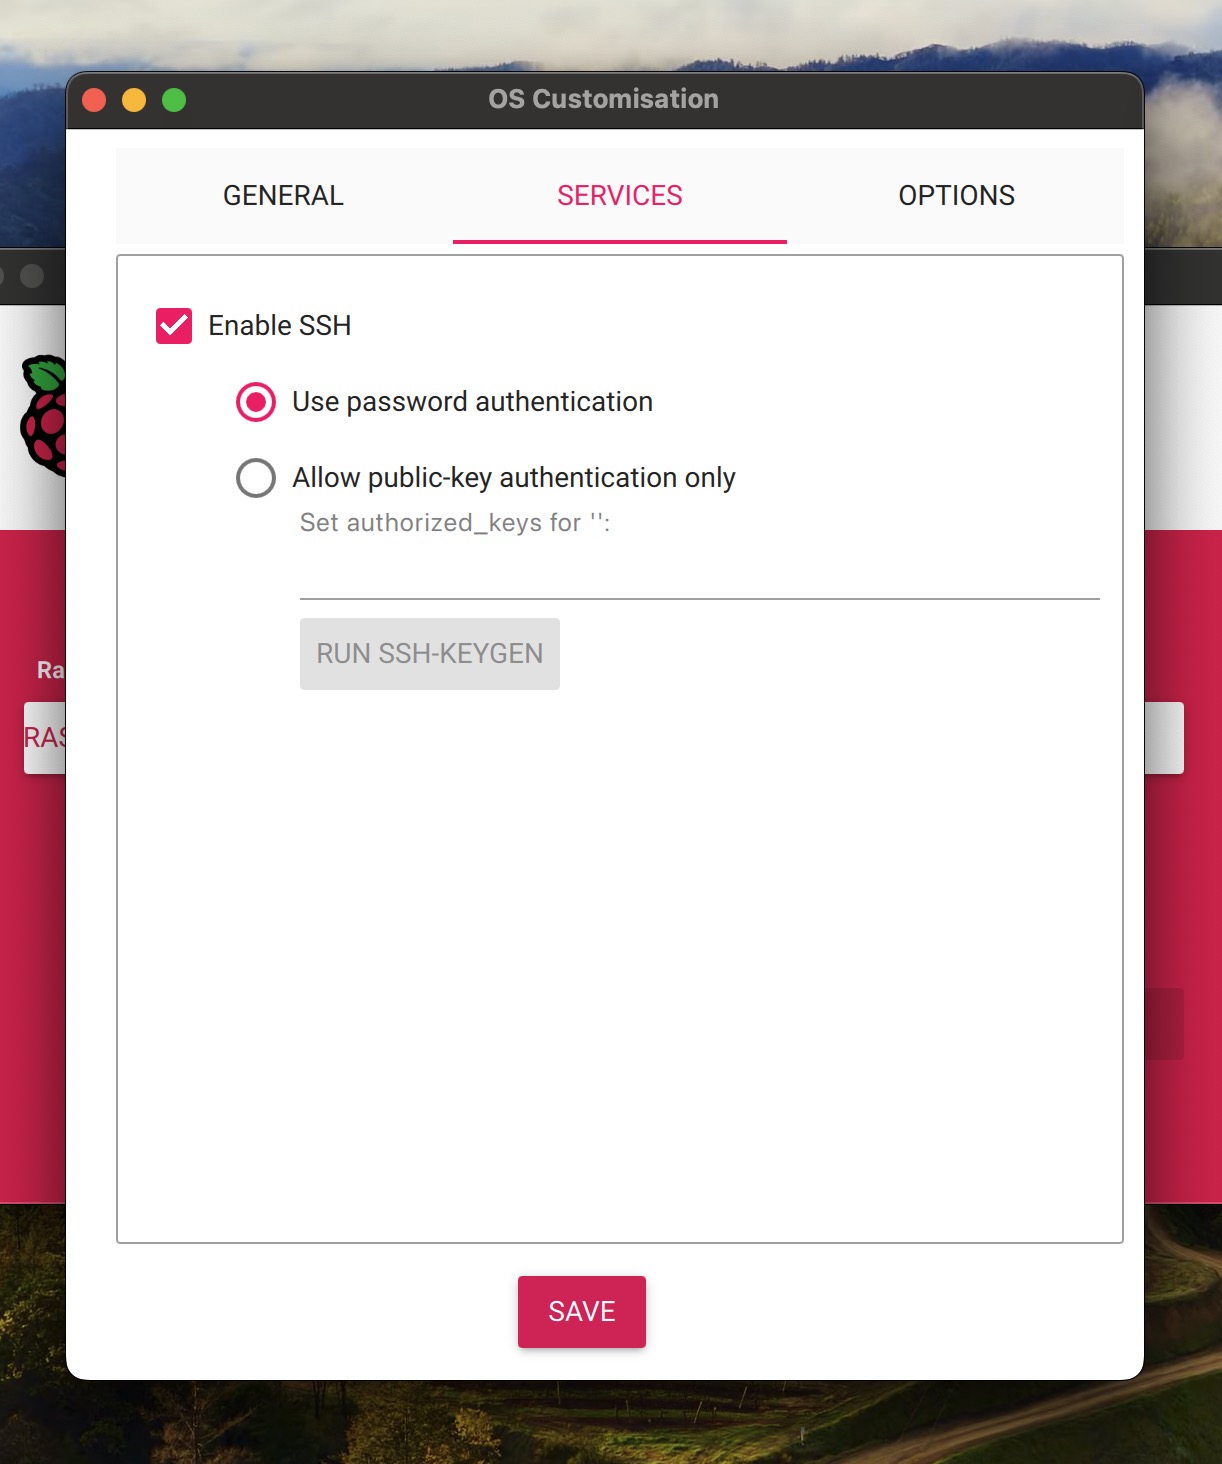 OS Customisation
GENERAL
SERVICES
OPTIONS
Enable SSH
Use password authentication
Allow public-key authentication only
Set authorized_keys for '':
RUN SSH-KEYGEN
Ra
RAS
SAVE